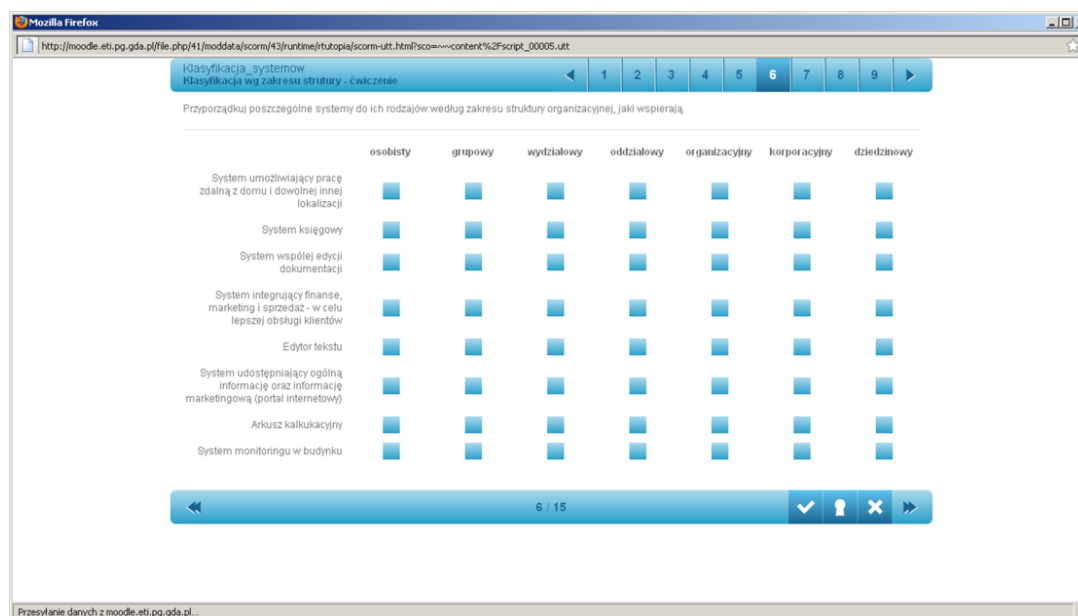 Mozilla Firefox
http://moodle.eti.pg.gda.pl/file.php/41/moddata/scorm/43/runtime/rtutopia/scorm-utt.html?sco=~~content%2Fscript_00005.utt
Klasyfikacja_systemow
Klasyfikacja wg zakresu strutury - ćwiczenie
1 2 3 4 5 6 7 8 9
Przyporządkuj poszczególne systemy do ich rodzajów według zakresu struktury organizacyjnej, jaki wspierają.
osobisty grupowy wydziałowy oddziałowy organizacyjny korporacyjny dziedzinowy
System umożliwiający pracę
zdalną z domu i dowolnej innej
lokalizacji
System księgowy
System wspólej edycji
dokumentacji
System integrujący finanse,
marketing i sprzedaż - w celu
lepszej obsługi klientów
Edytor tekstu
System udostępniający ogólną
informację oraz informację
marketingową (portal internetowy)
Arkusz kalkukacyjny
System monitoringu w budynku
6 / 15
Przesyłanie danych z moodle.eti.pg.gda.pl...